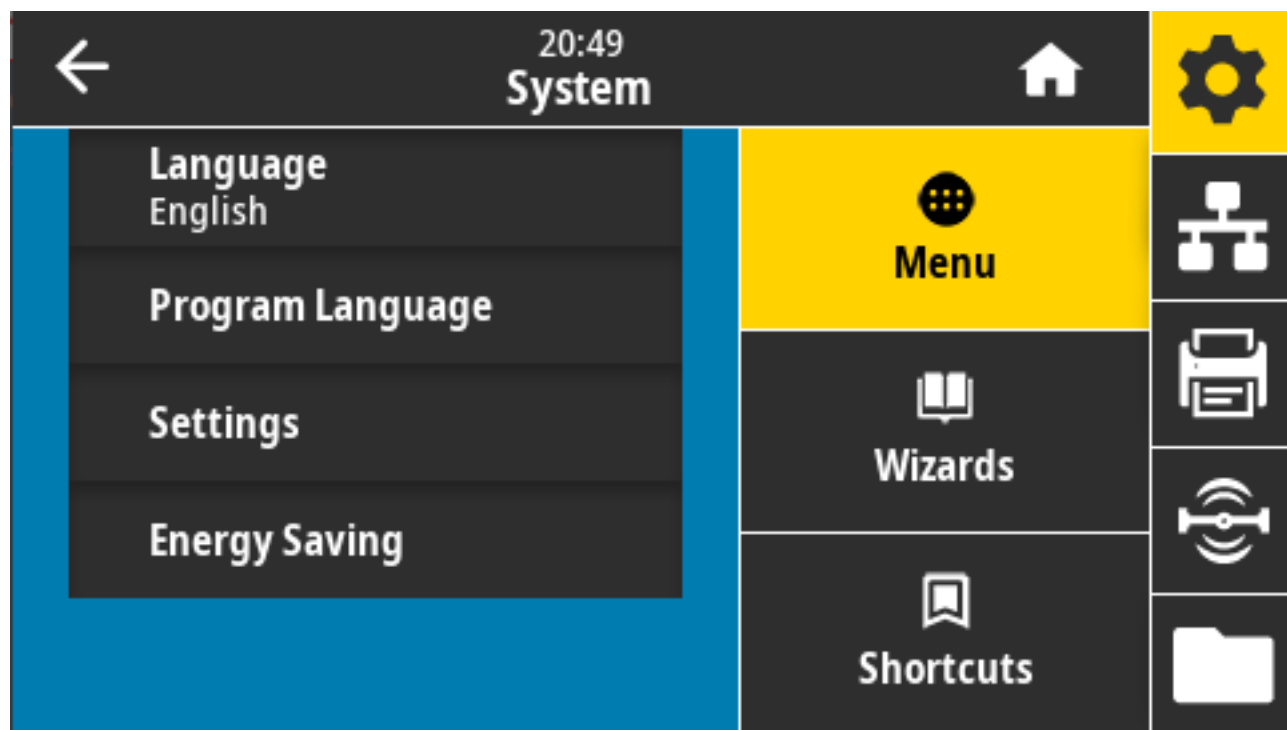 20:49
System
Language
English
Program Language
Settings
Energy Saving
Menu
Wizards
Shortcuts